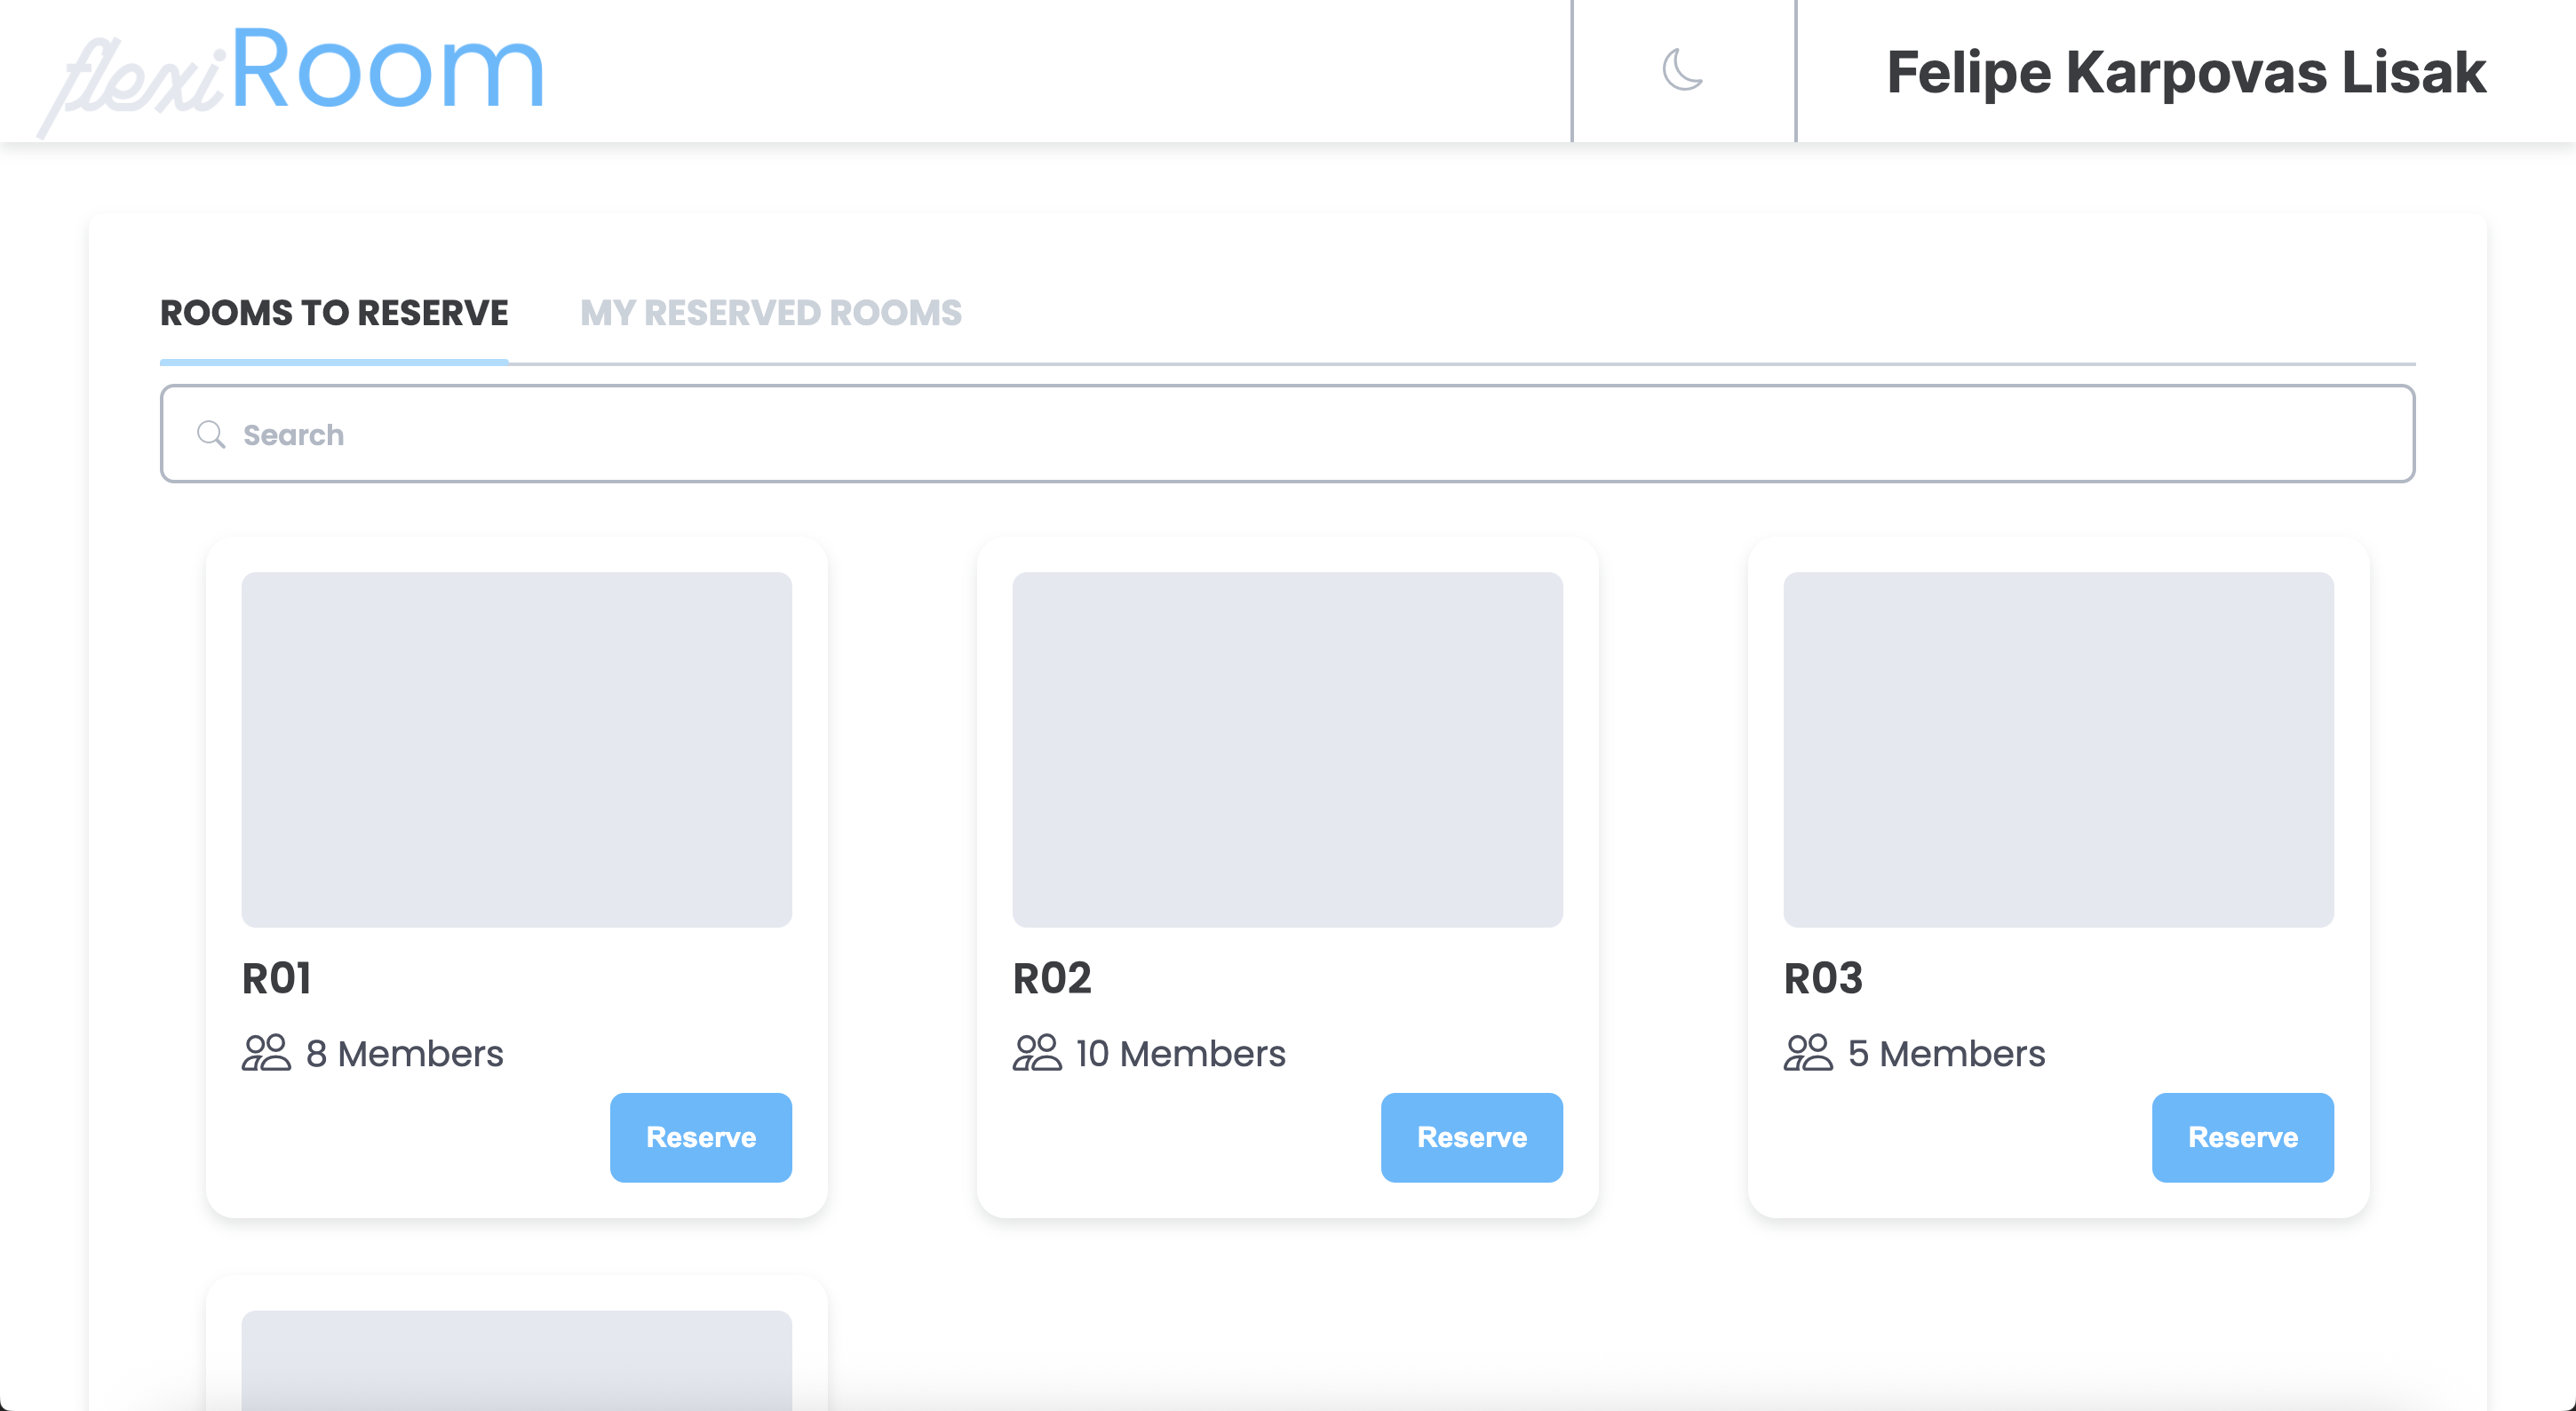 flexiRoom
Felipe Karpovas Lisak
ROOMS TO RESERVE
MY RESERVED ROOMS
Search
R01
8 Members
Reserve
R02
10 Members
Reserve
R03
5 Members
Reserve